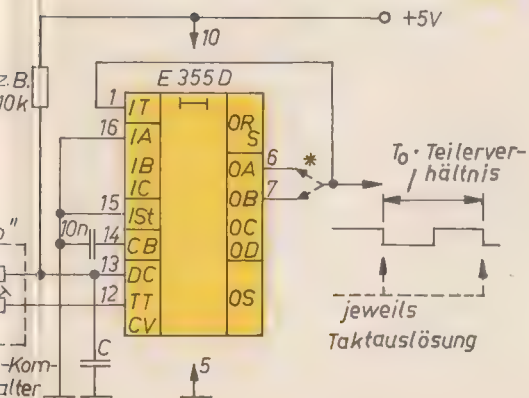 +5V
10
E 355 D
z.B.
10k
1
IT
ORS
16
IA
IB
IC
OA
6
*
OB
7
T0 · Teilerver-
hältnis
15
ISt
OC
10n
14
CB
OD
13
DC
12
TT
OS
CV
jeweils
Taktauslösung
C
-Kom-
alter
5